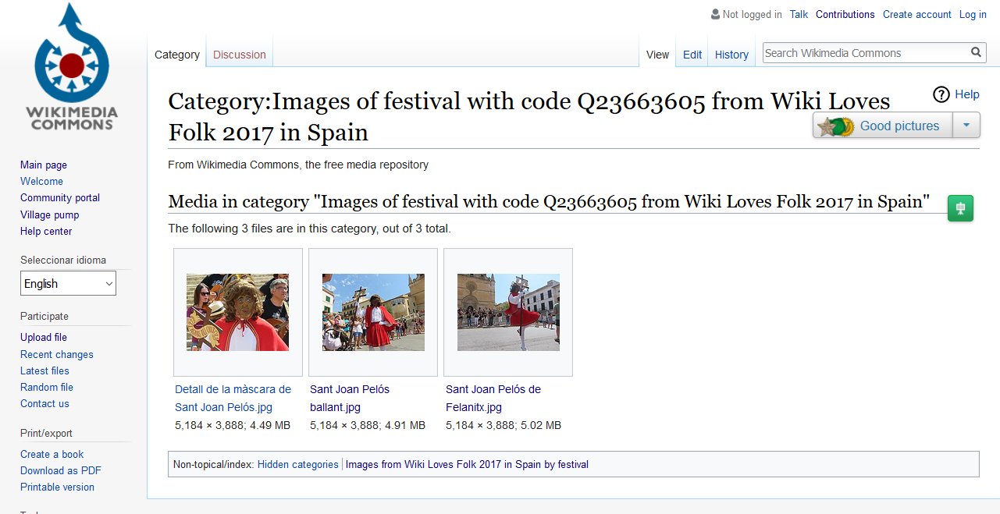 Not logged in Talk Contributions Create account Log in
WIKIMEDIA
COMMONS
Category Discussion View Edit History Search Wikimedia Commons
Category:Images of festival with code Q23663605 from Wiki Loves
Folk 2017 in Spain
Help
Good pictures
From Wikimedia Commons, the free media repository
Media in category "Images of festival with code Q23663605 from Wiki Loves Folk 2017 in Spain"
The following 3 files are in this category, out of 3 total.
Detall de la màscara de
Sant Joan Pelós.jpg
5,184 × 3,888; 4.49 MB
Sant Joan Pelós
ballant.jpg
5,184 × 3,888; 4.91 MB
Sant Joan Pelós de
Felanitx.jpg
5,184 × 3,888; 5.02 MB
Non-topical/index: Hidden categories Images from Wiki Loves Folk 2017 in Spain by festival
Main page
Welcome
Community portal
Village pump
Help center
Seleccionar idioma
English
Participate
Upload file
Recent changes
Latest files
Random file
Contact us
Print/export
Create a book
Download as PDF
Printable version